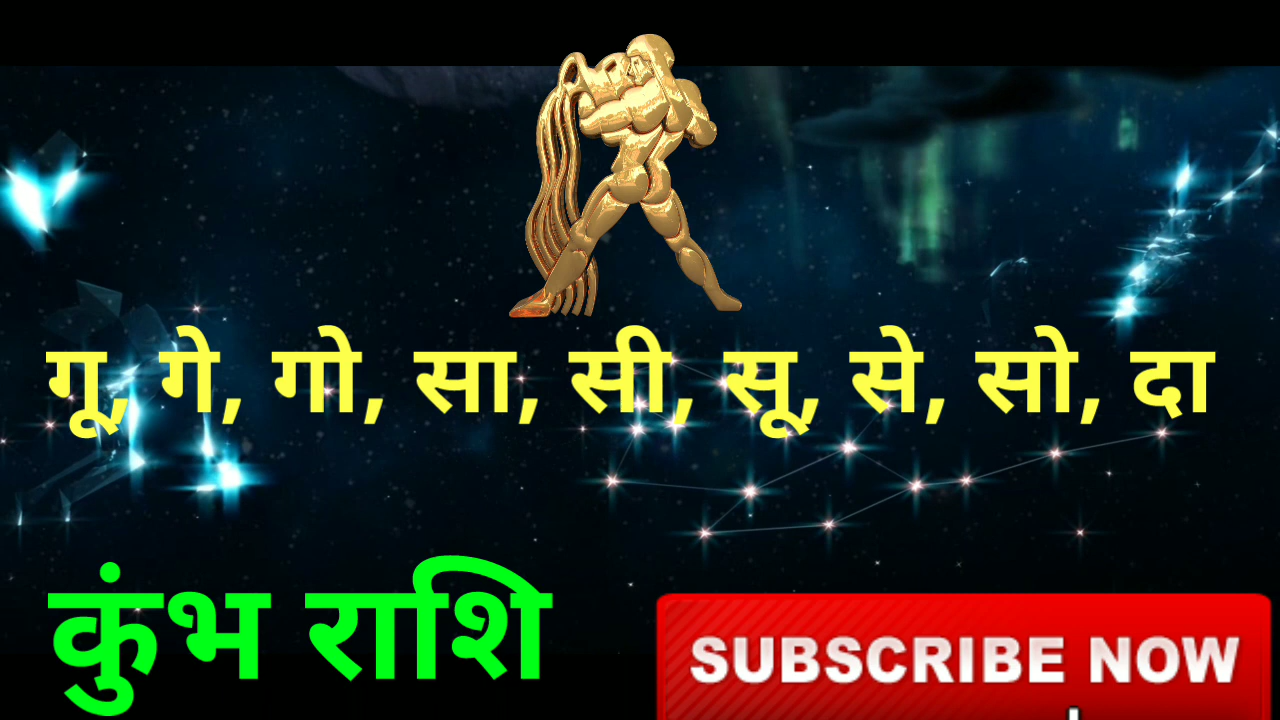 गू, गे, गो, सा, सी, सू, से, सो, दा
कुंभ राशि
SUBSCRIBE NOW